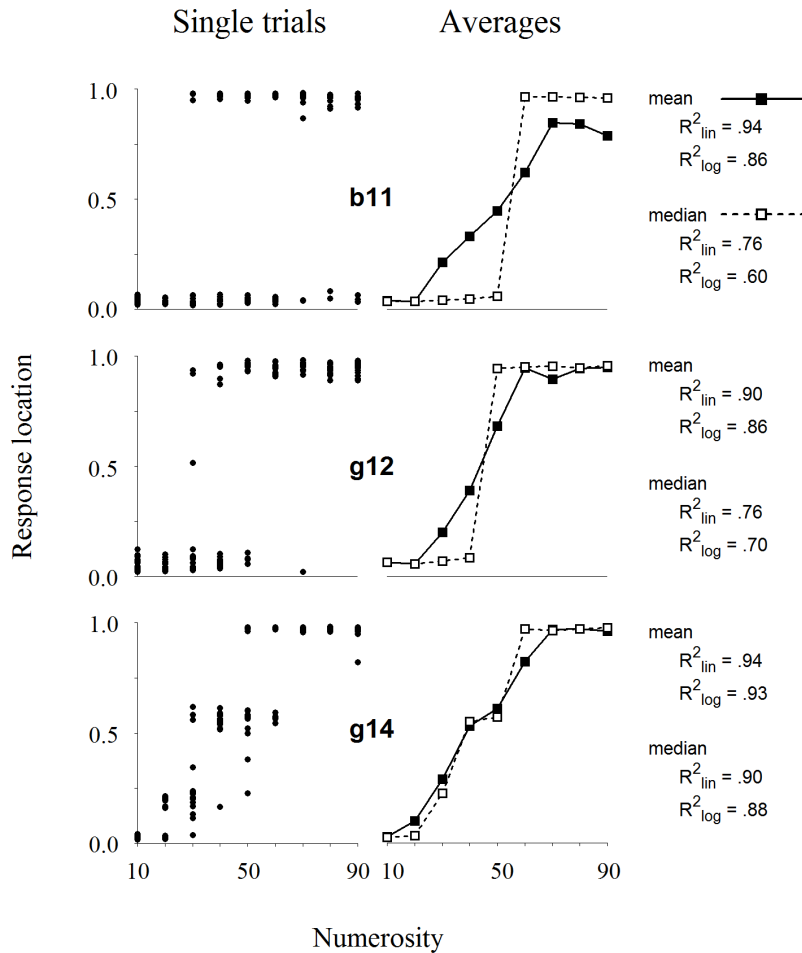 Single trials
Averages
1.0
0.5
0.0
b11
mean
R²lin = .94
R²log = .86
median
R²lin = .76
R²log = .60
1.0
0.5
0.0
g12
mean
R²lin = .90
R²log = .86
median
R²lin = .76
R²log = .70
1.0
0.5
0.0
g14
mean
R²lin = .94
R²log = .93
median
R²lin = .90
R²log = .88
Response location
10 50 90
10 50 90
Numerosity